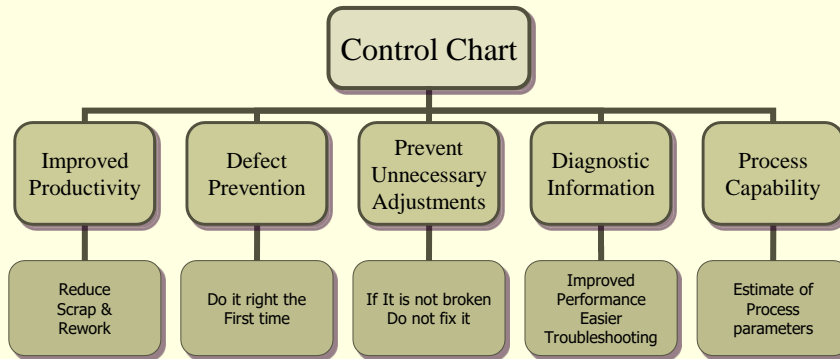 Control Chart
Improved
Productivity
Defect
Prevention
Prevent
Unnecessary
Adjustments
Diagnostic
Information
Process
Capability
Reduce
Scrap &
Rework
Do it right the
First time
If It is not broken
Do not fix it
Improved
Performance
Easier
Troubleshooting
Estimate of
Process
parameters